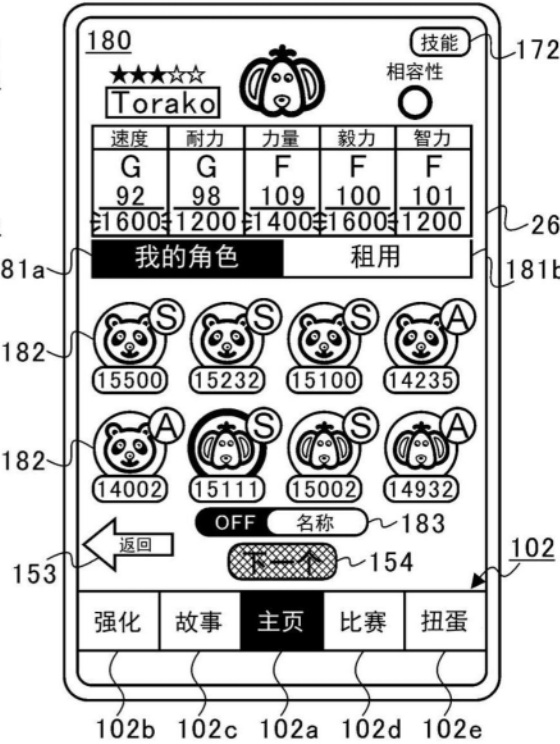 180
技能
172
★★★☆☆
相容性
Torako
速度 耐力 力量 毅力 智力
G G F F F
92 98 109 100 101
1600 1200 1400 1600 1200
26
我的角色 租用
81a
181b
S S S A
182
15500 15232 15100 14235
A S S A
182
14002 15111 15002 14932
OFF 名称
183
返回
下一个
154
153
102
强化 故事 主页 比赛 扭蛋
102b 102c 102a 102d 102e